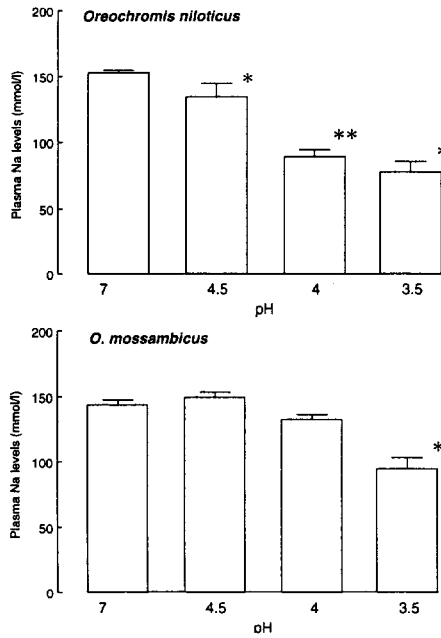 Oreochromis niloticus
Plasma Na levels (mmol/l)
200
150
100
50
0
*
**
*
7 4.5 4 3.5
pH
O. mossambicus
Plasma Na levels (mmol/l)
200
150
100
50
0
*
7 4.5 4 3.5
pH